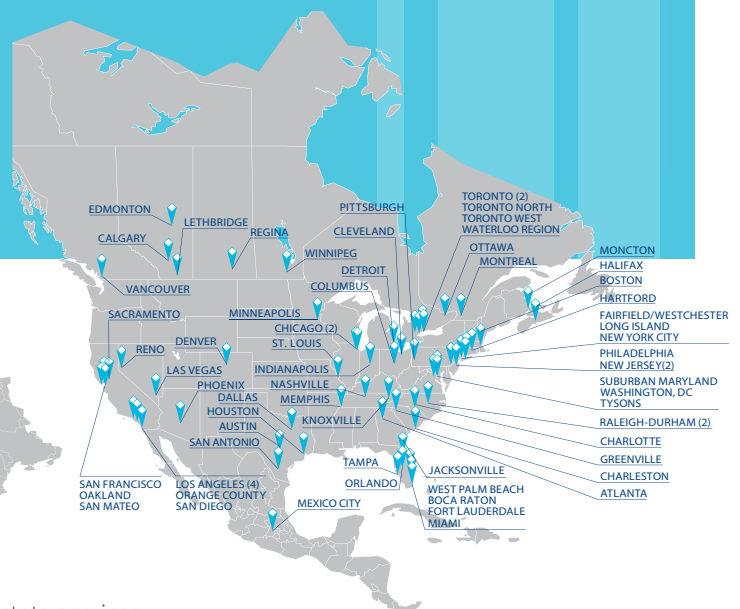 PITTSBURGH
TORONTO (2)
TORONTO NORTH
TORONTO WEST
WATERLOO REGION
EDMONTON
LETHBRIDGE
CALGARY
REGINA
CLEVELAND
OTTAWA
MONTREAL
WINNIPEG
DETROIT
COLUMBUS
VANCOUVER
MONCTON
HALIFAX
BOSTON
HARTFORD
FAIRFIELD/WESTCHESTER
LONG ISLAND
NEW YORK CITY
PHILADELPHIA
NEW JERSEY(2)
SUBURBAN MARYLAND
WASHINGTON, DC
TYSONS
RALEIGH-DURHAM (2)
CHARLOTTE
GREENVILLE
CHARLESTON
ATLANTA
SACRAMENTO
MINNEAPOLIS
CHICAGO (2)
ST. LOUIS
RENO
DENVER
LAS VEGAS
INDIANAPOLIS
NASHVILLE
MEMPHIS
PHOENIX
DALLAS
HOUSTON
AUSTIN
SAN ANTONIO
KNOXVILLE
TAMPA
ORLANDO
JACKSONVILLE
WEST PALM BEACH
BOCA RATON
FORT LAUDERDALE
MIAMI
SAN FRANCISCO
OAKLAND
SAN MATEO
LOS ANGELES (4)
ORANGE COUNTY
SAN DIEGO
MEXICO CITY